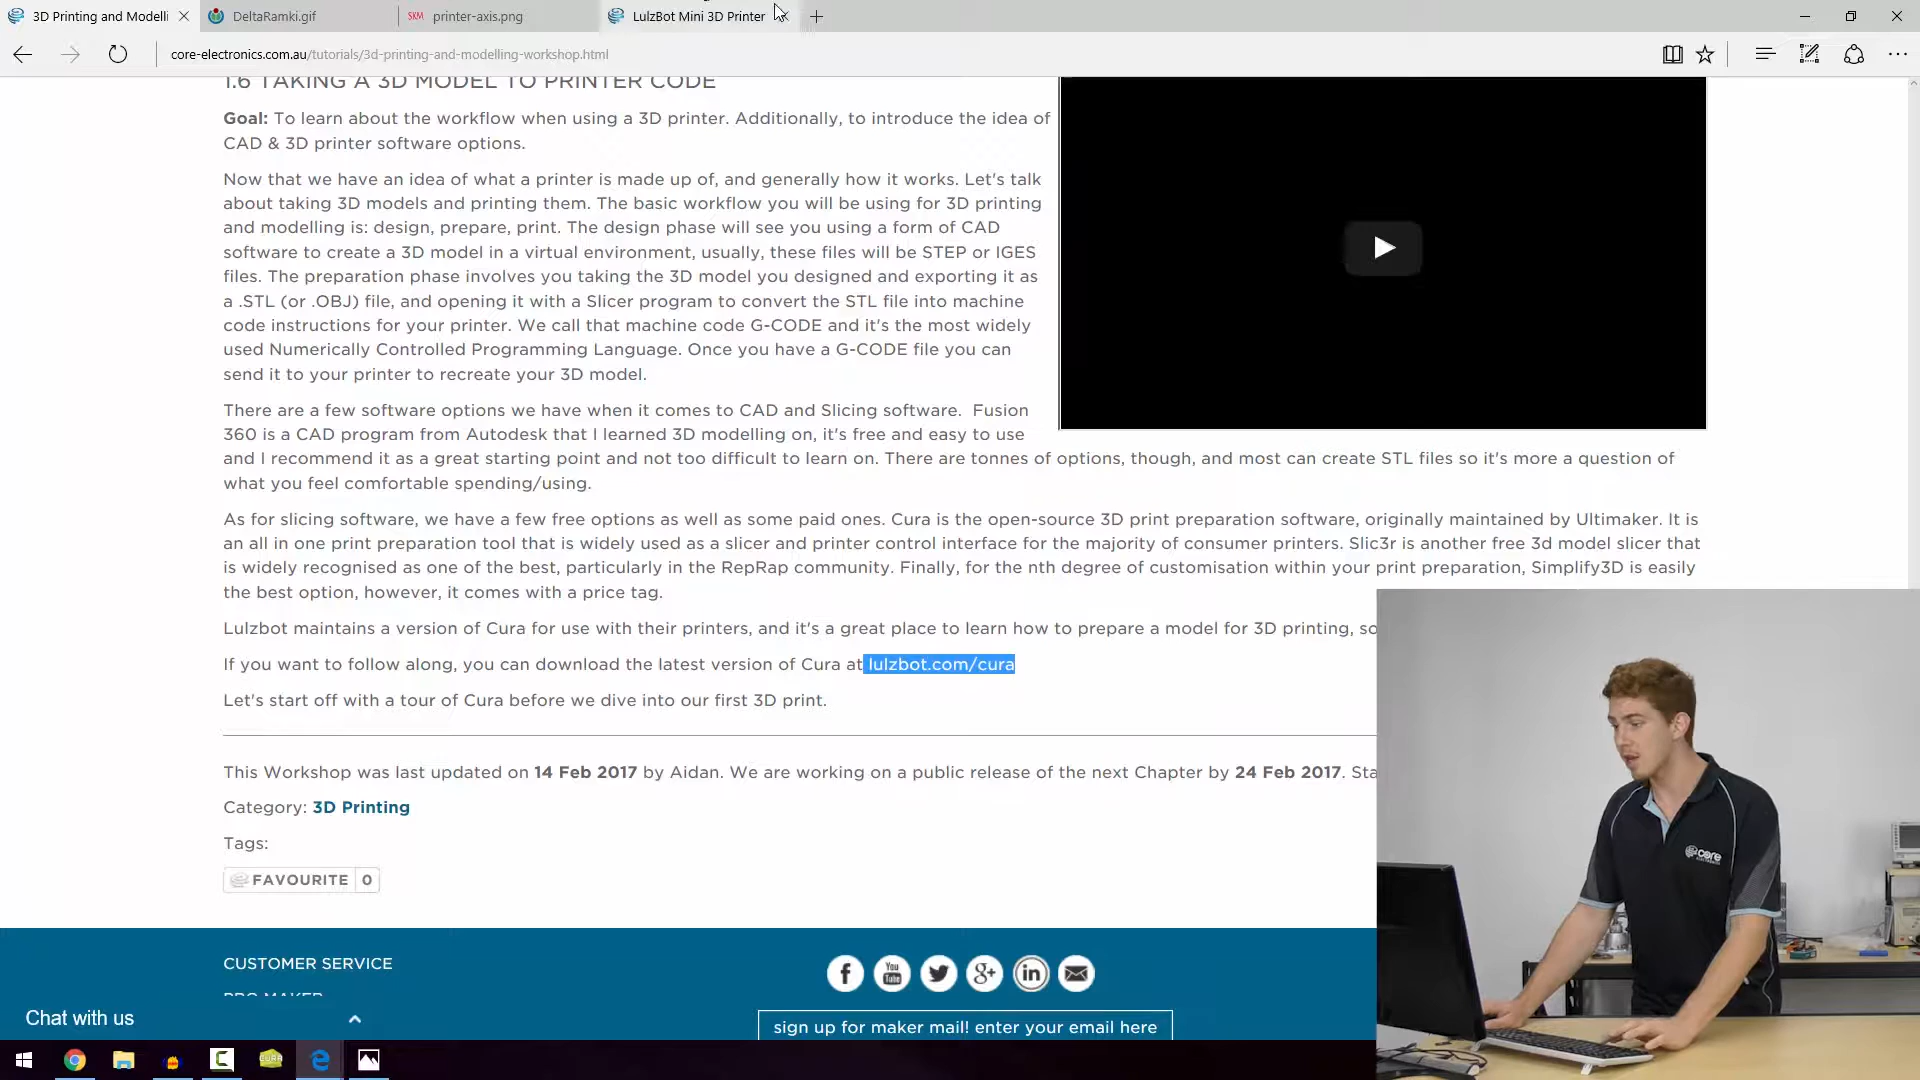 3D Printing and Modelli
DeltaRamki.gif
SKM printer-axis.png
LulzBot Mini 3D Printer
core-electronics.com.au/tutorials/3d-printing-and-modelling-workshop.html
1.6 TAKING A 3D MODEL TO PRINTER CODE
Goal: To learn about the workflow when using a 3D printer. Additionally, to introduce the idea of
CAD & 3D printer software options.
Now that we have an idea of what a printer is made up of, and generally how it works. Let's talk
about taking 3D models and printing them. The basic workflow you will be using for 3D printing
and modelling is: design, prepare, print. The design phase will see you using a form of CAD
software to create a 3D model in a virtual environment, usually, these files will be STEP or IGES
files. The preparation phase involves you taking the 3D model you designed and exporting it as
a .STL (or .OBJ) file, and opening it with a Slicer program to convert the STL file into machine
code instructions for your printer. We call that machine code G-CODE and it's the most widely
used Numerically Controlled Programming Language. Once you have a G-CODE file you can
send it to your printer to recreate your 3D model.
There are a few software options we have when it comes to CAD and Slicing software. Fusion
360 is a CAD program from Autodesk that I learned 3D modelling on, it's free and easy to use
and I recommend it as a great starting point and not too difficult to learn on. There are tonnes of options, though, and most can create STL files so it's more a question of
what you feel comfortable spending/using.
As for slicing software, we have a few free options as well as some paid ones. Cura is the open-source 3D print preparation software, originally maintained by Ultimaker. It is
an all in one print preparation tool that is widely used as a slicer and printer control interface for the majority of consumer printers. Slic3r is another free 3d model slicer that
is widely recognised as one of the best, particularly in the RepRap community. Finally, for the nth degree of customisation within your print preparation, Simplify3D is easily
the best option, however, it comes with a price tag.
Lulzbot maintains a version of Cura for use with their printers, and it's a great place to learn how to prepare a model for 3D printing, so
If you want to follow along, you can download the latest version of Cura at lulzbot.com/cura
Let's start off with a tour of Cura before we dive into our first 3D print.
This Workshop was last updated on 14 Feb 2017 by Aidan. We are working on a public release of the next Chapter by 24 Feb 2017. Sta
Category: 3D Printing
Tags:
FAVOURITE 0
CUSTOMER SERVICE
PRO MAKER
f You Tube g+ in
Chat with us
sign up for maker mail! enter your email here
CURA
core
ELECTRONICS